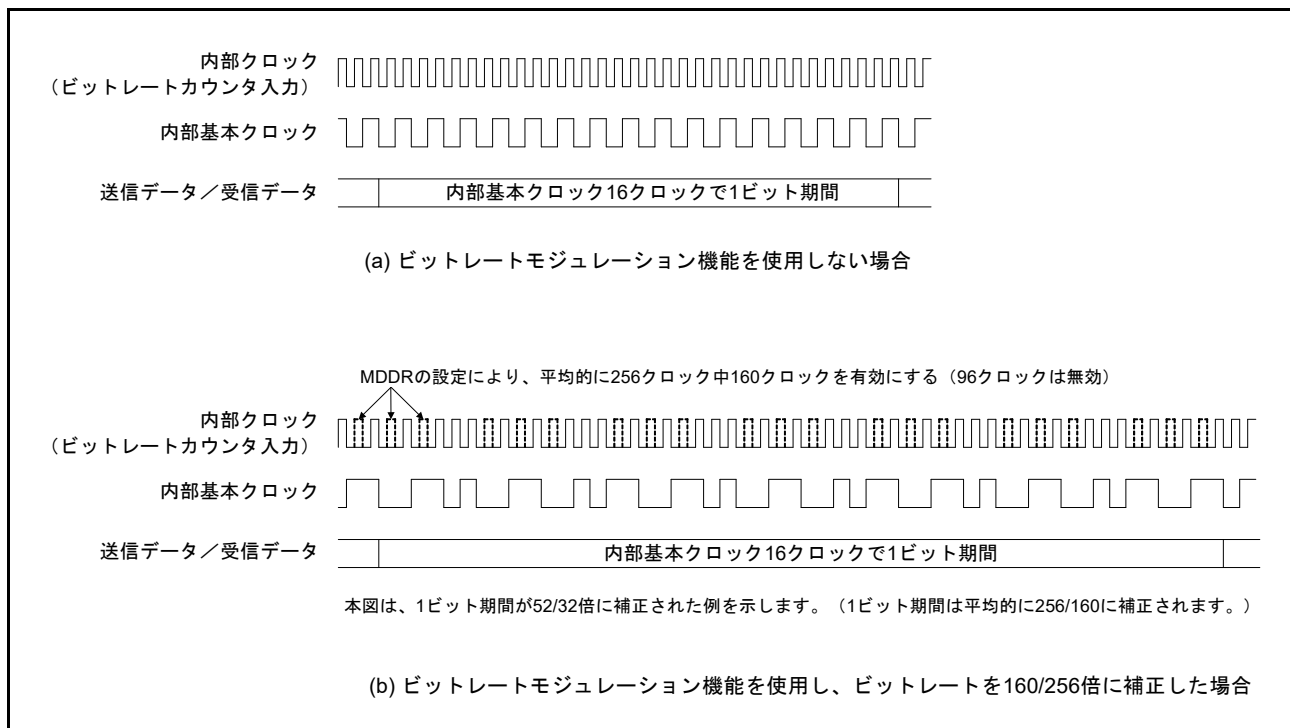 内部クロック
（ビットレートカウンタ入力）
内部基本クロック
送信データ／受信データ
内部基本クロック16クロックで1ビット期間
(a) ビットレートモジュレーション機能を使用しない場合
MDDRの設定により、平均的に256クロック中160クロックを有効にする（96クロックは無効）
内部クロック
（ビットレートカウンタ入力）
内部基本クロック
送信データ／受信データ
内部基本クロック16クロックで1ビット期間
本図は、1ビット期間が52/32倍に補正された例を示します。（1ビット期間は平均的に256/160に補正されます。）
(b) ビットレートモジュレーション機能を使用し、ビットレートを160/256倍に補正した場合